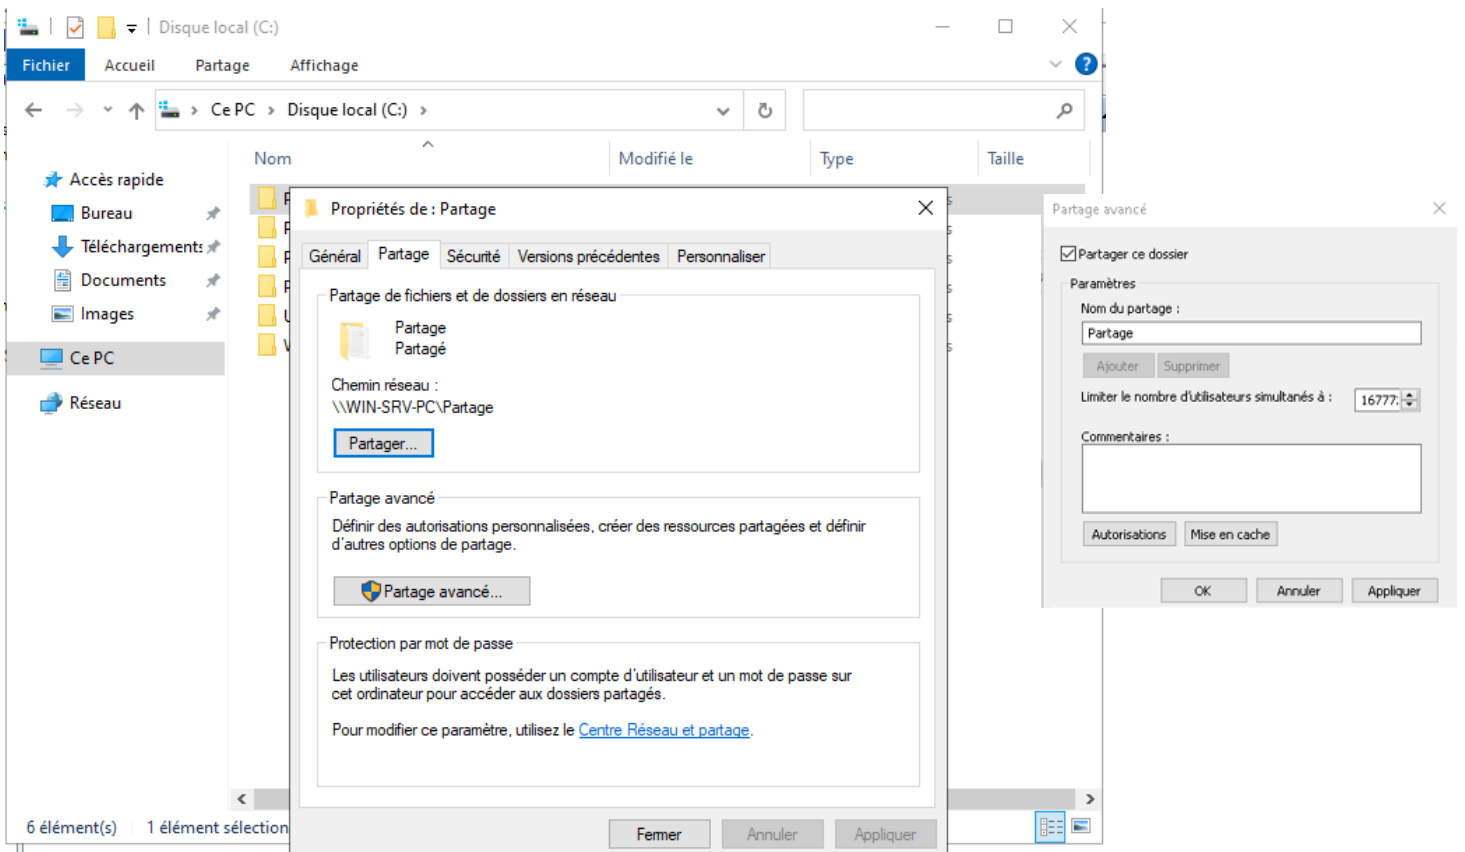 Disque local (C:)
Fichier Accueil Partage Affichage
Ce PC > Disque local (C:) >
Nom Modifié le Type Taille
Accès rapide
Bureau
Téléchargements
Documents
Images
Ce PC
Réseau
6 élément(s) 1 élément sélection
Propriétés de : Partage
Général Partage Sécurité Versions précédentes Personnaliser
Partage de fichiers et de dossiers en réseau
Partage
Partagé
Chemin réseau :
\\WIN-SRV-PC\Partage
Partager...
Partage avancé
Définir des autorisations personnalisées, créer des ressources partagées et définir
d'autres options de partage.
Partage avancé...
Protection par mot de passe
Les utilisateurs doivent posséder un compte d'utilisateur et un mot de passe sur
cet ordinateur pour accéder aux dossiers partagés.
Pour modifier ce paramètre, utilisez le Centre Réseau et partage.
Fermer Annuler Appliquer
Partage avancé
Partager ce dossier
Paramètres
Nom du partage :
Partage
Ajouter Supprimer
Limiter le nombre d'utilisateurs simultanés à : 16777
Commentaires :
Autorisations Mise en cache
OK Annuler Appliquer